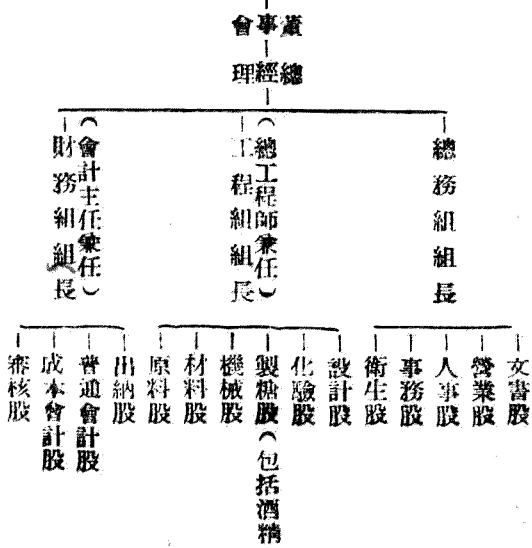 董事會
總經理
總務組組長
工程組組長
(總工程師兼任)
財務組組長
(會計主任兼任)
文書股
營業股
人事股
事務股
衛生股
設計股
化驗股
製糖股(包括酒精
機械股
材料股
原料股
出納股
普通會計股
成本會計股
審核股